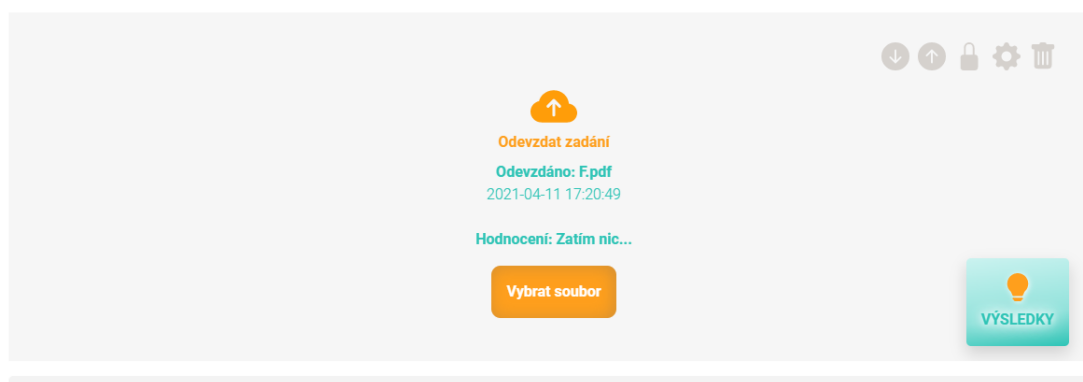 Odevzdat zadání
Odevzdáno: F.pdf
2021-04-11 17:20:49
Hodnocení: Zatím nic...
Vybrat soubor
VÝSLEDKY